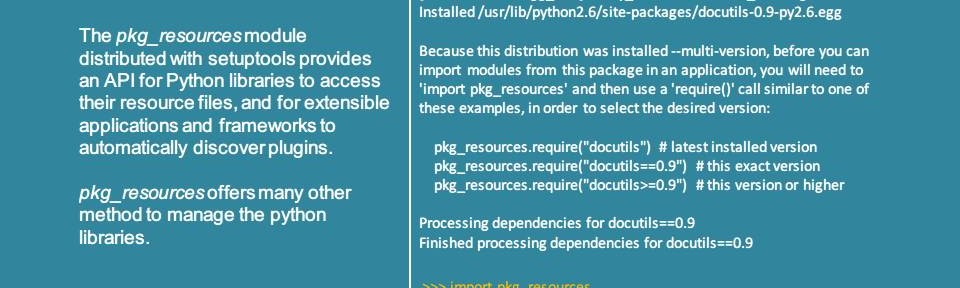 The pkg_resources module
distributed with setuptools provides
an API for Python libraries to access
their resource files, and for extensible
applications and frameworks to
automatically discover plugins.
pkg_resources offers many other
method to manage the python
libraries.
Installed /usr/lib/python2.6/site-packages/docutils-0.9-py2.6.egg
Because this distribution was installed --multi-version, before you can
import modules from this package in an application, you will need to
'import pkg_resources' and then use a 'require()' call similar to one of
these examples, in order to select the desired version:
pkg_resources.require("docutils") # latest installed version
pkg_resources.require("docutils==0.9") # this exact version
pkg_resources.require("docutils>=0.9") # this version or higher
Processing dependencies for docutils==0.9
Finished processing dependencies for docutils==0.9
>>> import pkg_resources